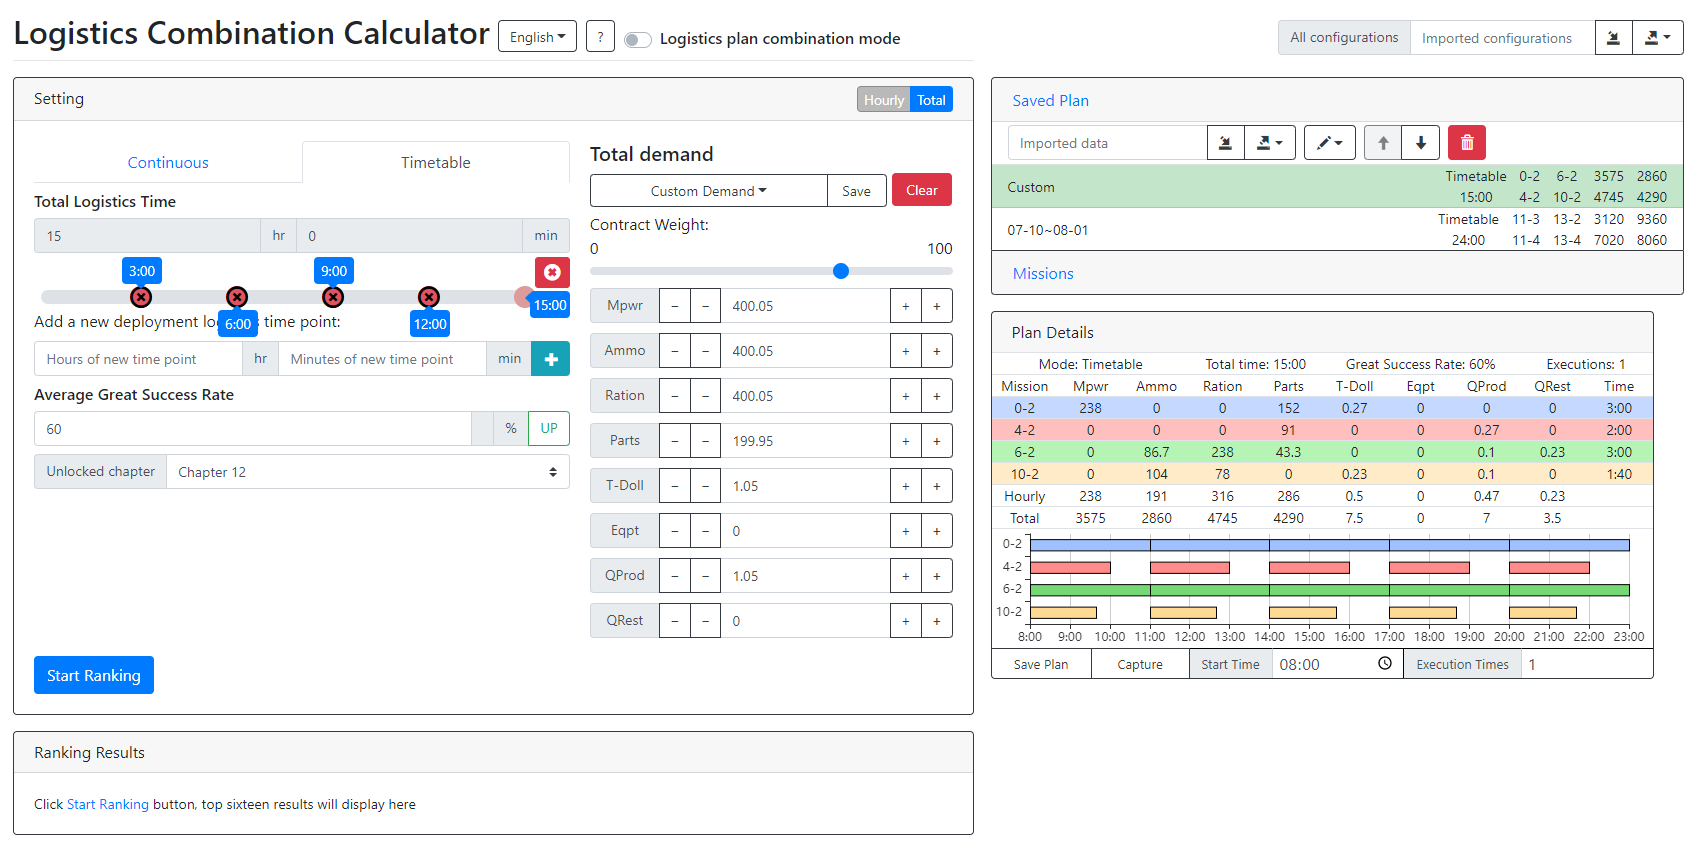 Logistics Combination Calculator English ? Logistics plan combination mode
All configurations Imported configurations
Setting Hourly Total
Continuous Timetable
Total Logistics Time
15 hr 0 min
3:00 9:00
15:00
6:00 12:00
Add a new deployment lo s time point:
Hours of new time point hr Minutes of new time point min +
Average Great Success Rate
60 % UP
Unlocked chapter Chapter 12
Start Ranking
Total demand
Custom Demand Save Clear
Contract Weight:
0 100
Mpwr − − 400.05 + +
Ammo − − 400.05 + +
Ration − − 400.05 + +
Parts − − 199.95 + +
T-Doll − − 1.05 + +
Eqpt − − 0 + +
QProd − − 1.05 + +
QRest − − 0 + +
Ranking Results
Click Start Ranking button, top sixteen results will display here
Saved Plan
Imported data
Custom Timetable 0-2 6-2 3575 2860
15:00 4-2 10-2 4745 4290
07-10~08-01 Timetable 11-3 13-2 3120 9360
24:00 11-4 13-4 7020 8060
Missions
Plan Details
Mode: Timetable Total time: 15:00 Great Success Rate: 60% Executions: 1
Mission Mpwr Ammo Ration Parts T-Doll Eqpt QProd QRest Time
0-2 238 0 0 152 0.27 0 0 0 3:00
4-2 0 0 0 91 0 0 0.27 0 2:00
6-2 0 86.7 238 43.3 0 0 0.1 0.23 3:00
10-2 0 104 78 0 0.23 0 0.1 0 1:40
Hourly 238 191 316 286 0.5 0 0.47 0.23
Total 3575 2860 4745 4290 7.5 0 7 3.5
0-2
4-2
6-2
10-2
8:00 9:00 10:00 11:00 12:00 13:00 14:00 15:00 16:00 17:00 18:00 19:00 20:00 21:00 22:00 23:00
Save Plan Capture Start Time 08:00 Execution Times 1